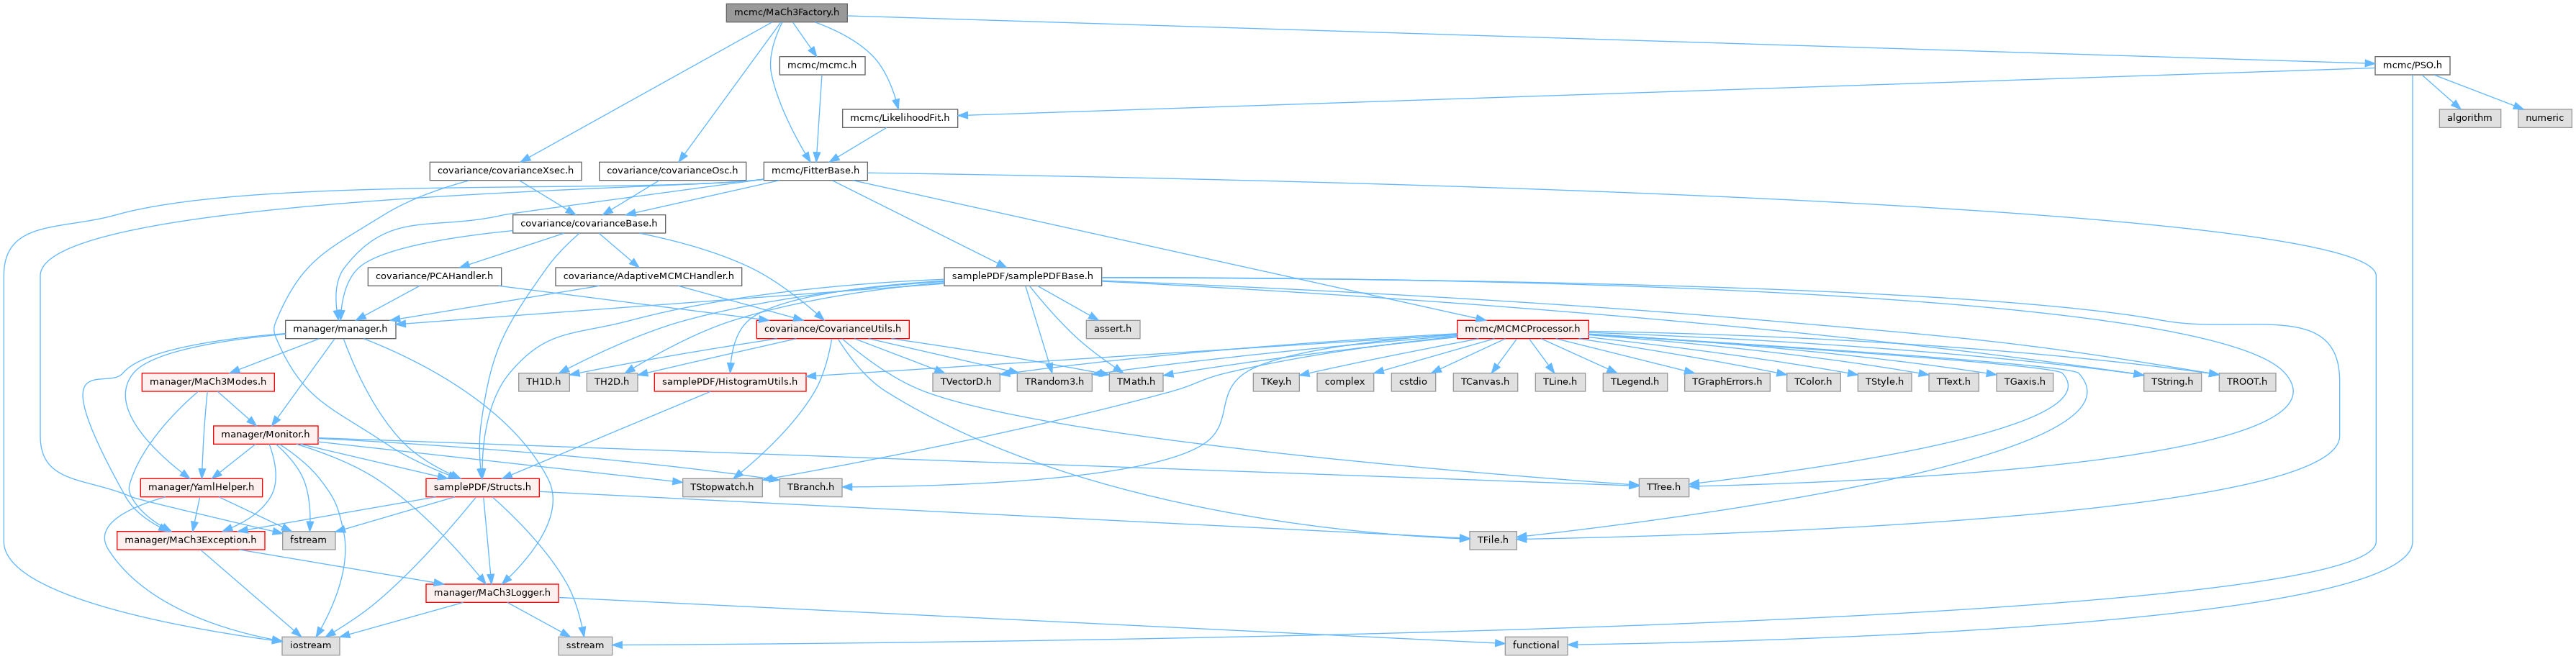 mcmc/MaCh3Factory.h
mcmc/mcmc.h
mcmc/PSO.h
mcmc/LikelihoodFit.h
algorithm
numeric
covariance/covarianceXsec.h
covariance/covarianceOsc.h
mcmc/FitterBase.h
covariance/covarianceBase.h
covariance/PCAHandler.h
covariance/AdaptiveMCMCHandler.h
samplePDF/samplePDFBase.h
manager/manager.h
covariance/CovarianceUtils.h
assert.h
mcmc/MCMCProcessor.h
manager/MaCh3Modes.h
TH1D.h
TH2D.h
samplePDF/HistogramUtils.h
TVectorD.h
TRandom3.h
TMath.h
TKey.h
complex
cstdio
TCanvas.h
TLine.h
TLegend.h
TGraphErrors.h
TColor.h
TStyle.h
TText.h
TGaxis.h
TString.h
TROOT.h
manager/Monitor.h
manager/YamlHelper.h
samplePDF/Structs.h
TStopwatch.h
TBranch.h
TTree.h
manager/MaCh3Exception.h
fstream
TFile.h
manager/MaCh3Logger.h
iostream
sstream
functional